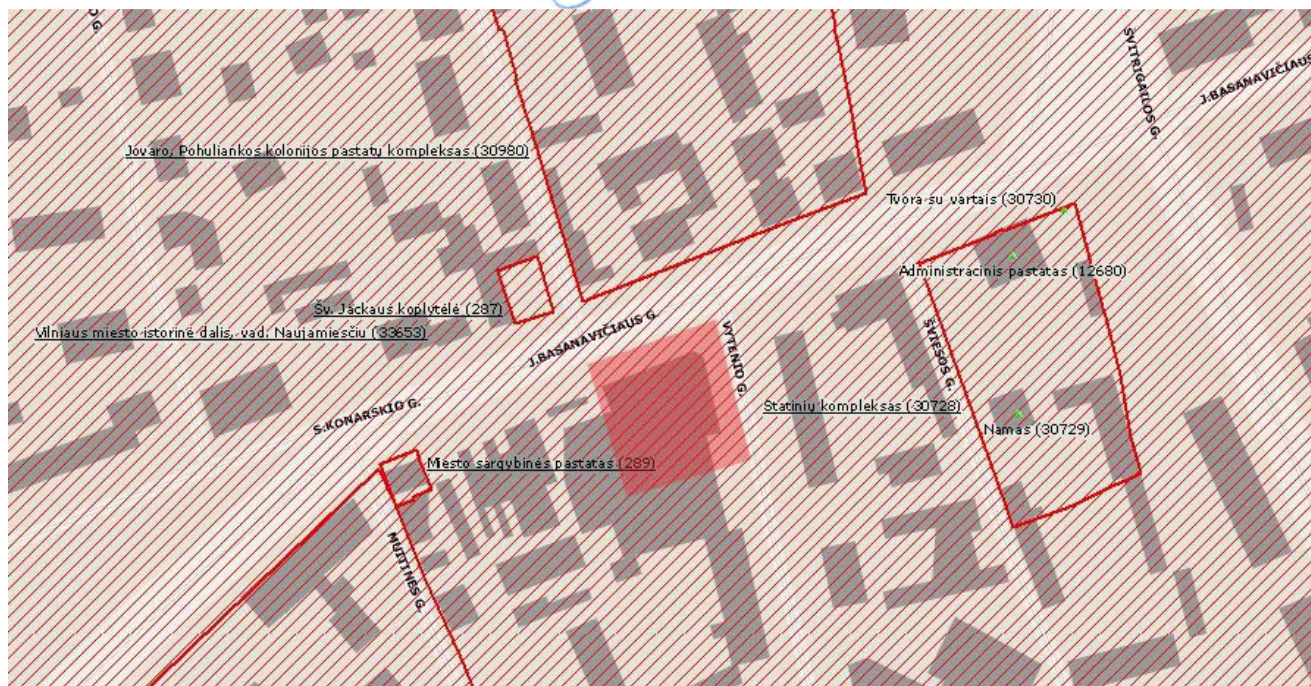 O G.
ŠVITRIGAILOS G.
J.BASANAVIČIAUS
Jovaro, Pohuliankos kolonijos pastatų kompleksas (30980)
Tvora su vartais (30730)
Administracinis pastatas (12680)
Šv. Jackaus koplytėlė (287)
Vilniaus miesto istorinė dalis, vad. Naujamiesčiu (33653)
J.BASANAVIČIAUS G.
VYTENIO G.
ŠVIESOS G.
S.KONARSKIO G.
Statinių kompleksas (30728)
Namas (30729)
Miesto sargybinės pastatas (289)
MUITINĖS G.